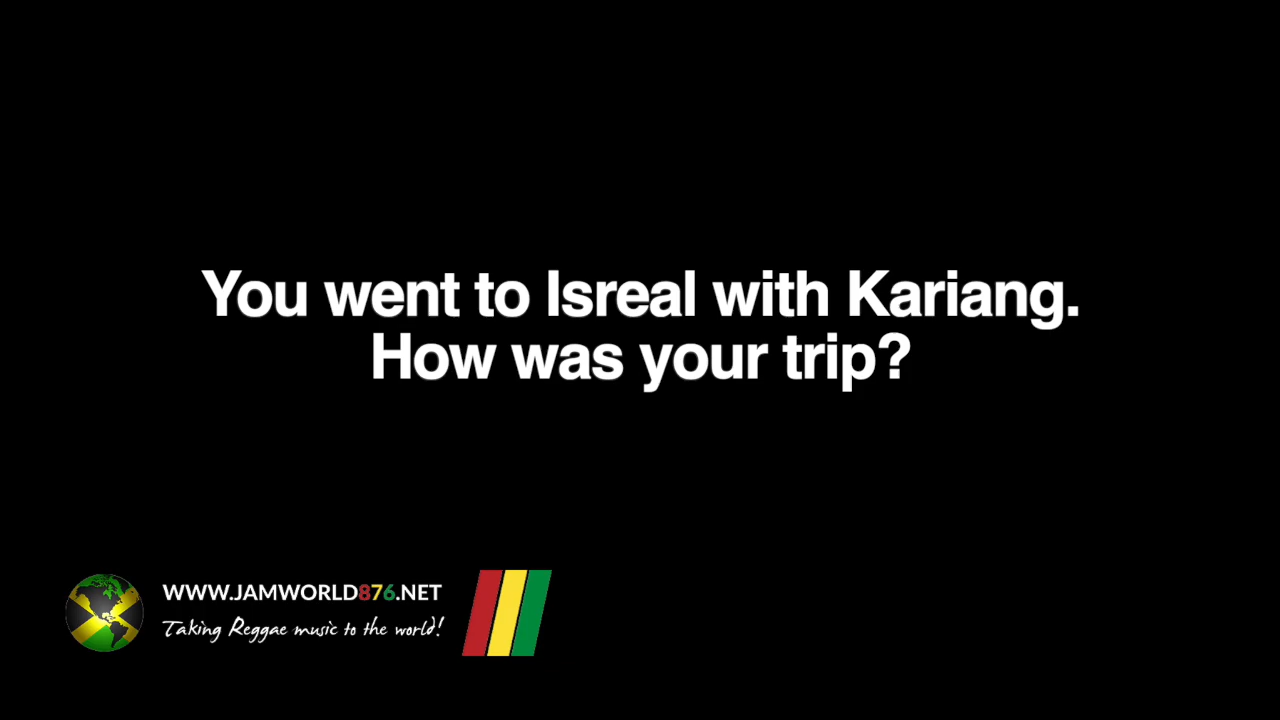 You went to Isreal with Kariang.
How was your trip?
WWW.JAMWORLD876.NET
Taking Reggae music to the world!